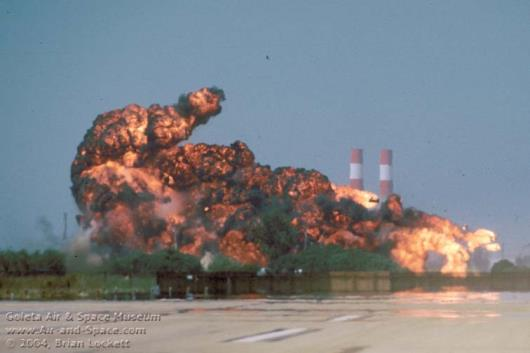 Goleta Air & Space Museum
www.Air-and-Space.com
© 2004, Brian Lockett